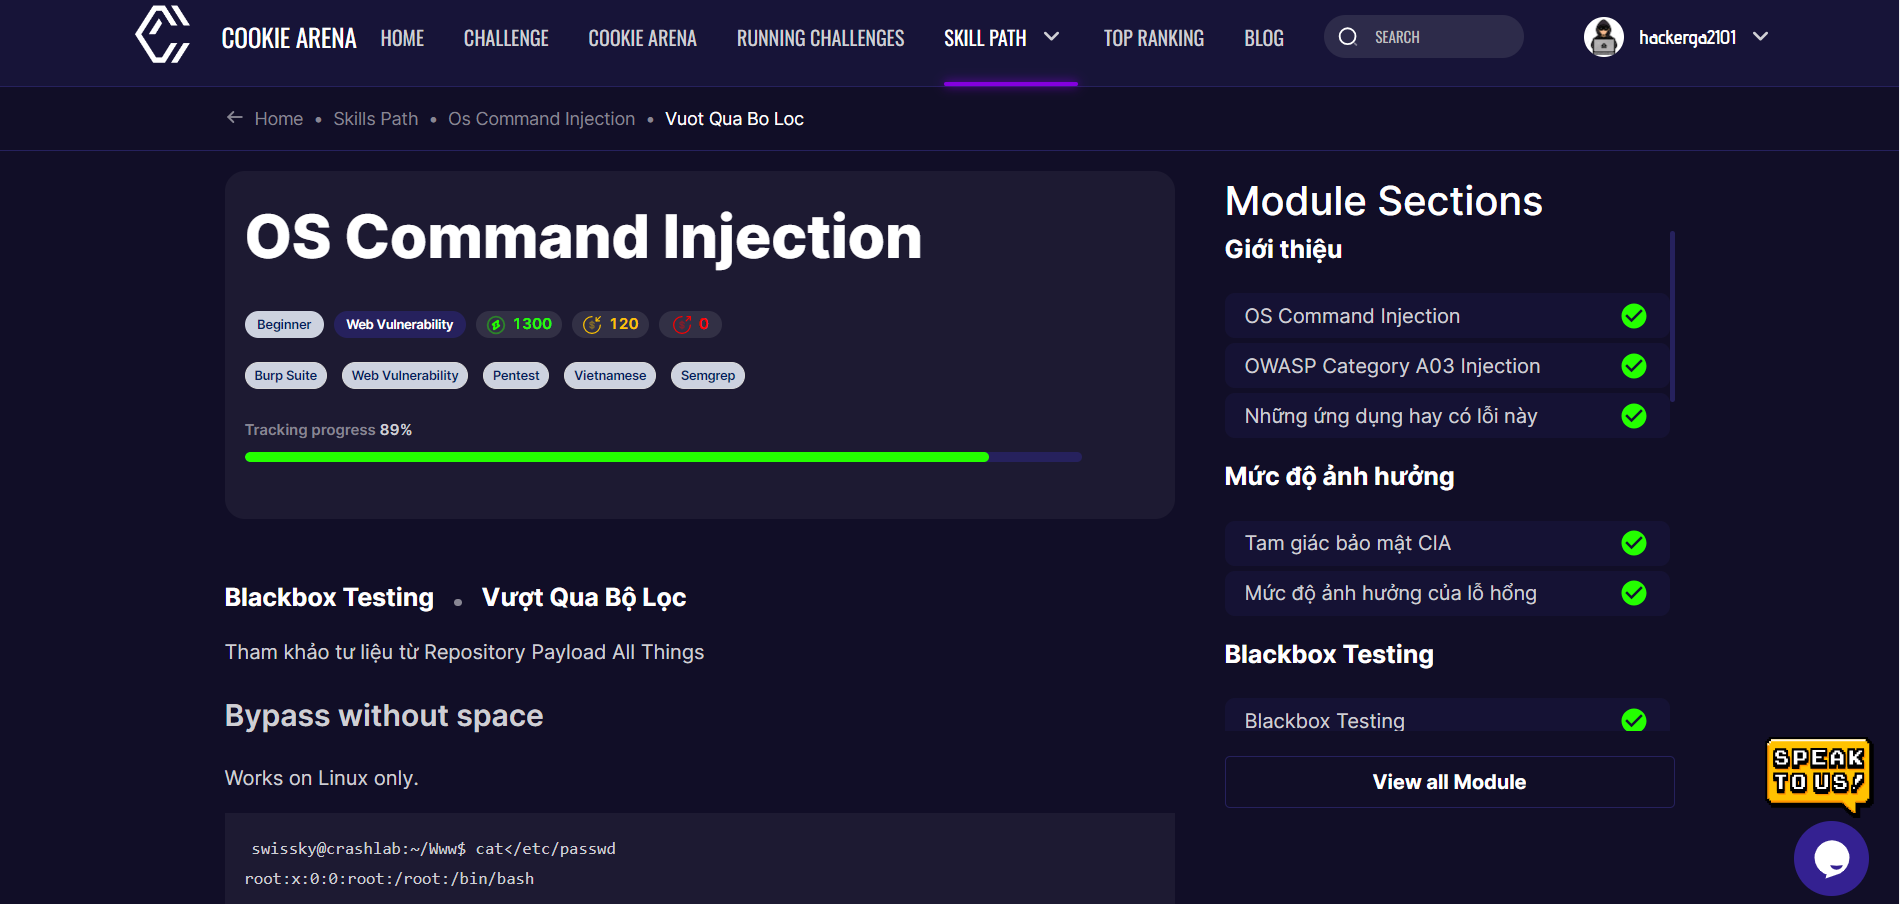 COOKIE ARENA
HOME
CHALLENGE
COOKIE ARENA
RUNNING CHALLENGES
SKILL PATH
TOP RANKING
BLOG
SEARCH
hackerga2101
Home • Skills Path • Os Command Injection • Vuot Qua Bo Loc
OS Command Injection
Beginner
Web Vulnerability
1300
120
0
Burp Suite
Web Vulnerability
Pentest
Vietnamese
Semgrep
Tracking progress 89%
Blackbox Testing • Vượt Qua Bộ Lọc
Tham khảo tư liệu từ Repository Payload All Things
Bypass without space
Works on Linux only.
swissky@crashlab:~/Www$ cat</etc/passwd
root:x:0:0:root:/root:/bin/bash
Module Sections
Giới thiệu
OS Command Injection
OWASP Category A03 Injection
Những ứng dụng hay có lỗi này
Mức độ ảnh hưởng
Tam giác bảo mật CIA
Mức độ ảnh hưởng của lỗ hổng
Blackbox Testing
Blackbox Testing
View all Module
SPEAK
TO US!